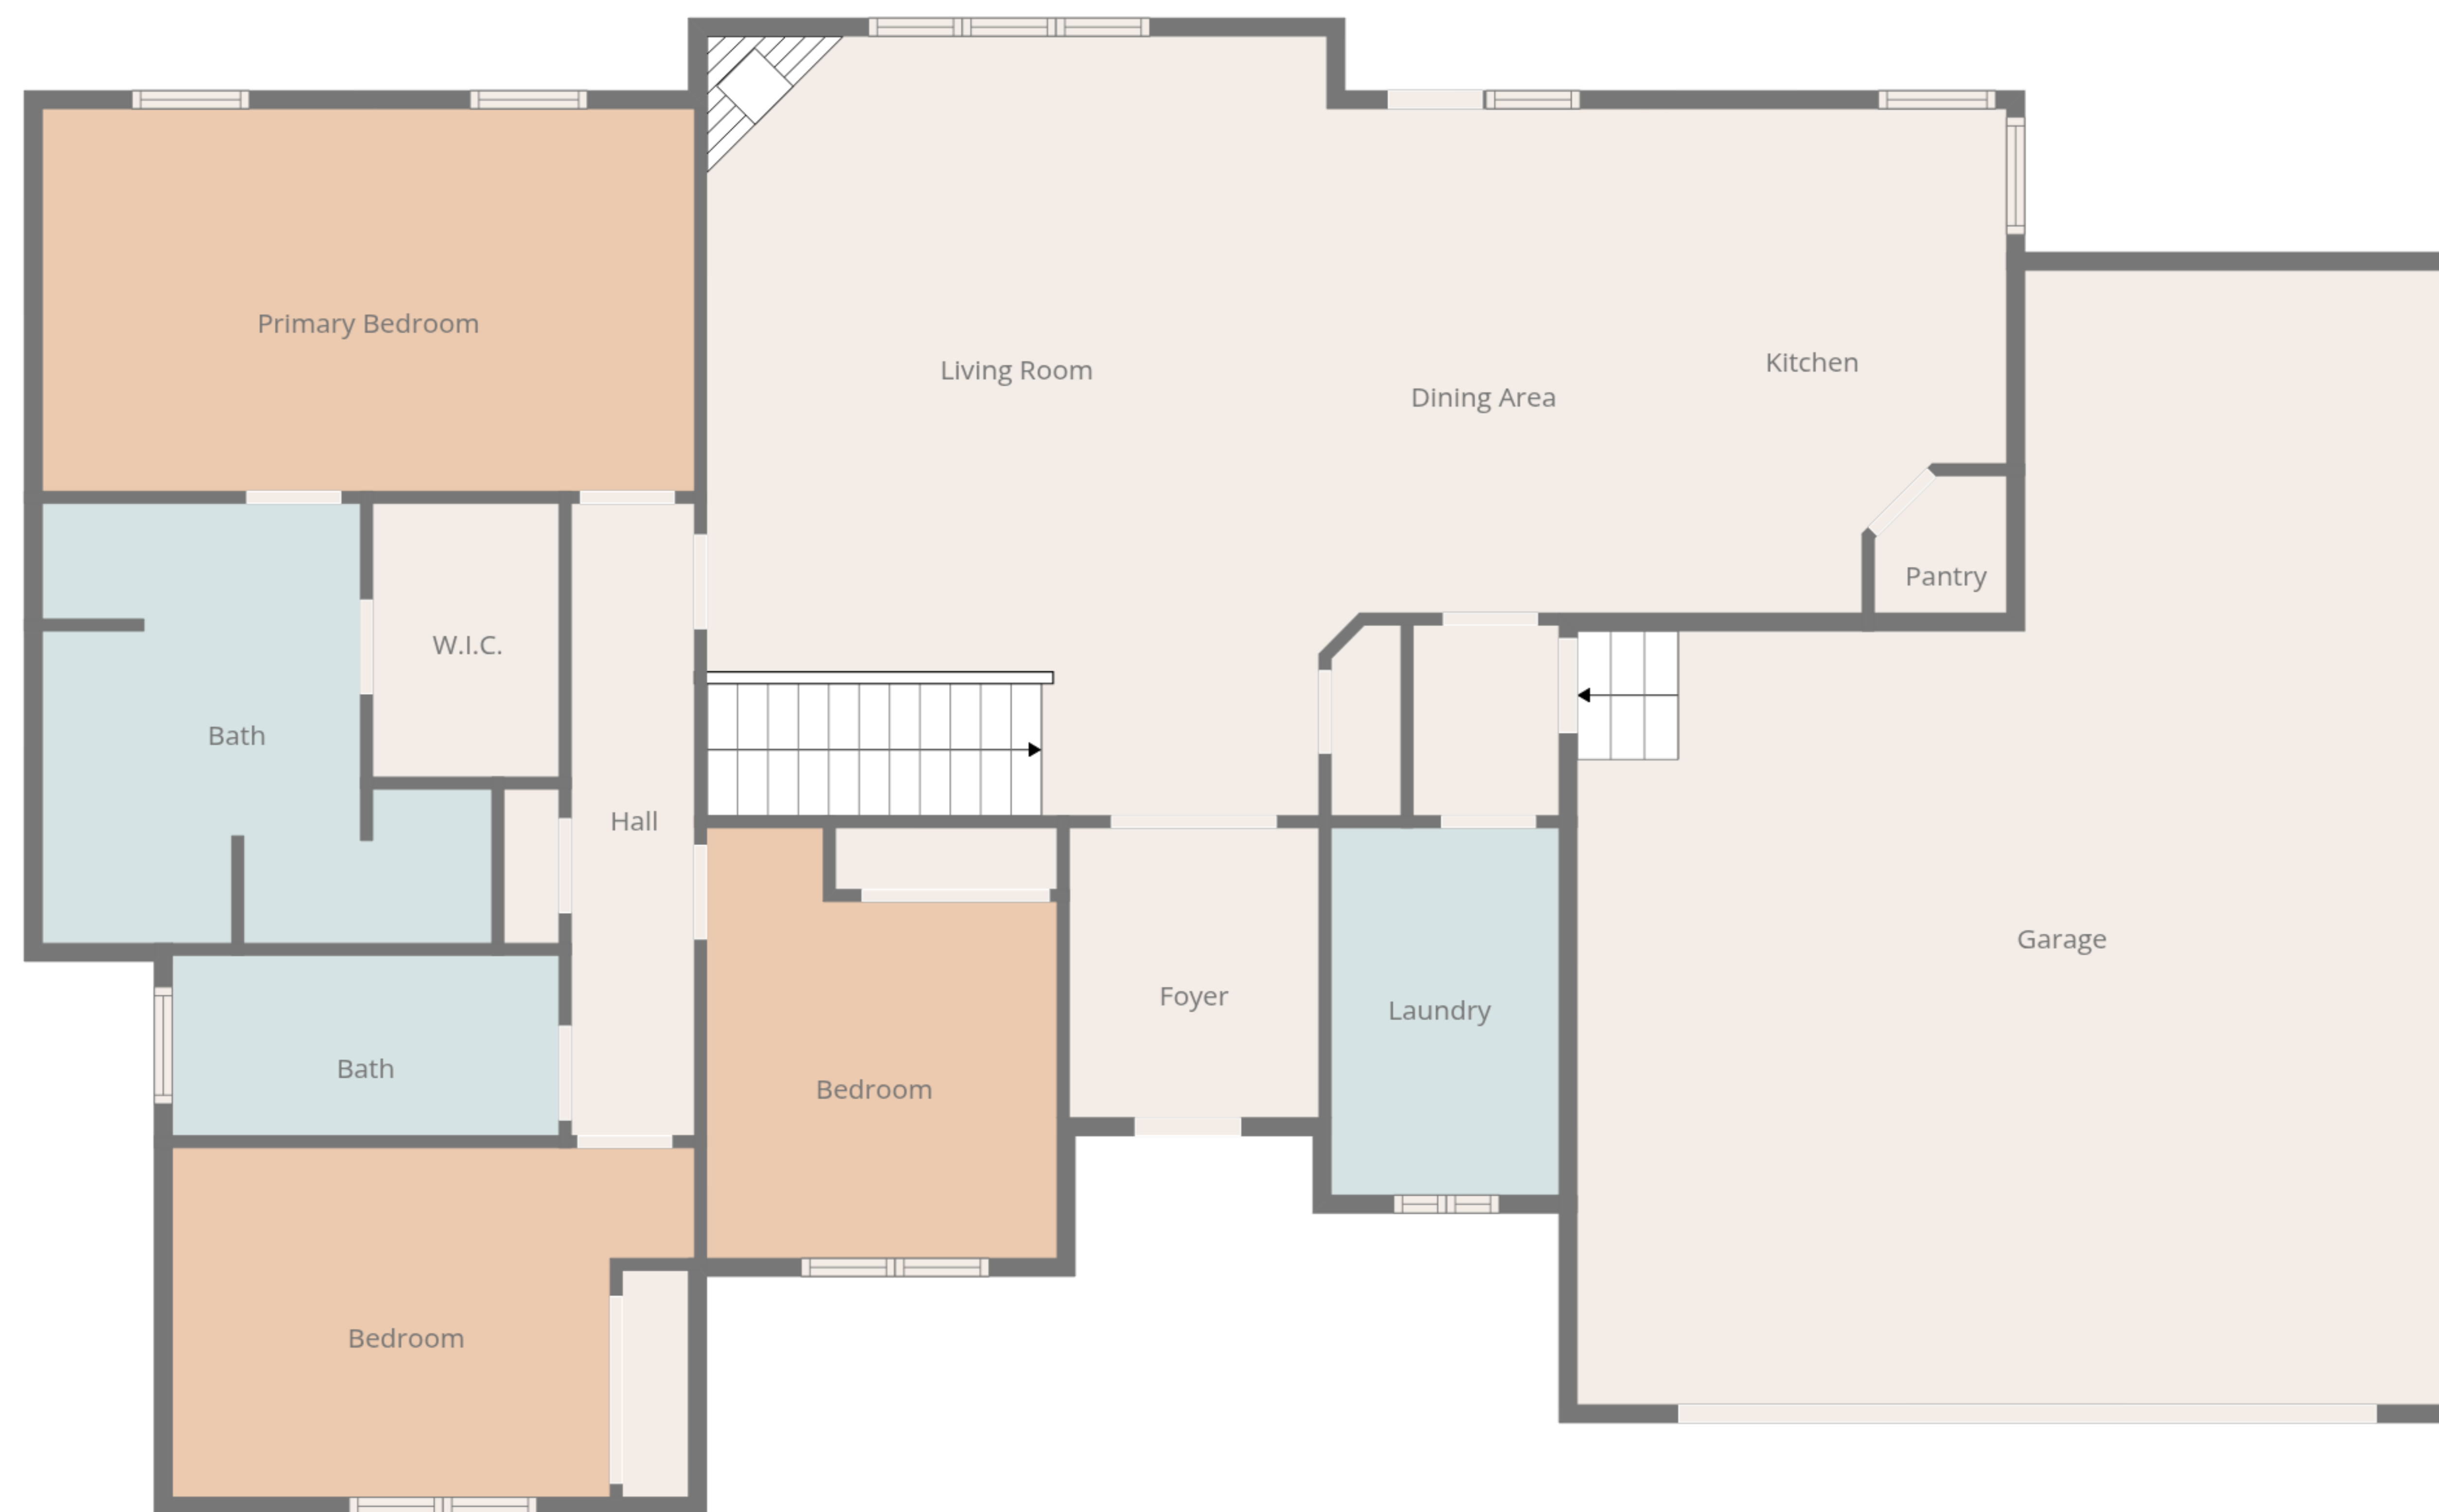 Primary Bedroom
Living Room
Kitchen
Dining Area
Pantry
W.I.C.
Bath
Hall
Garage
Foyer
Laundry
Bath
Bedroom
Bedroom